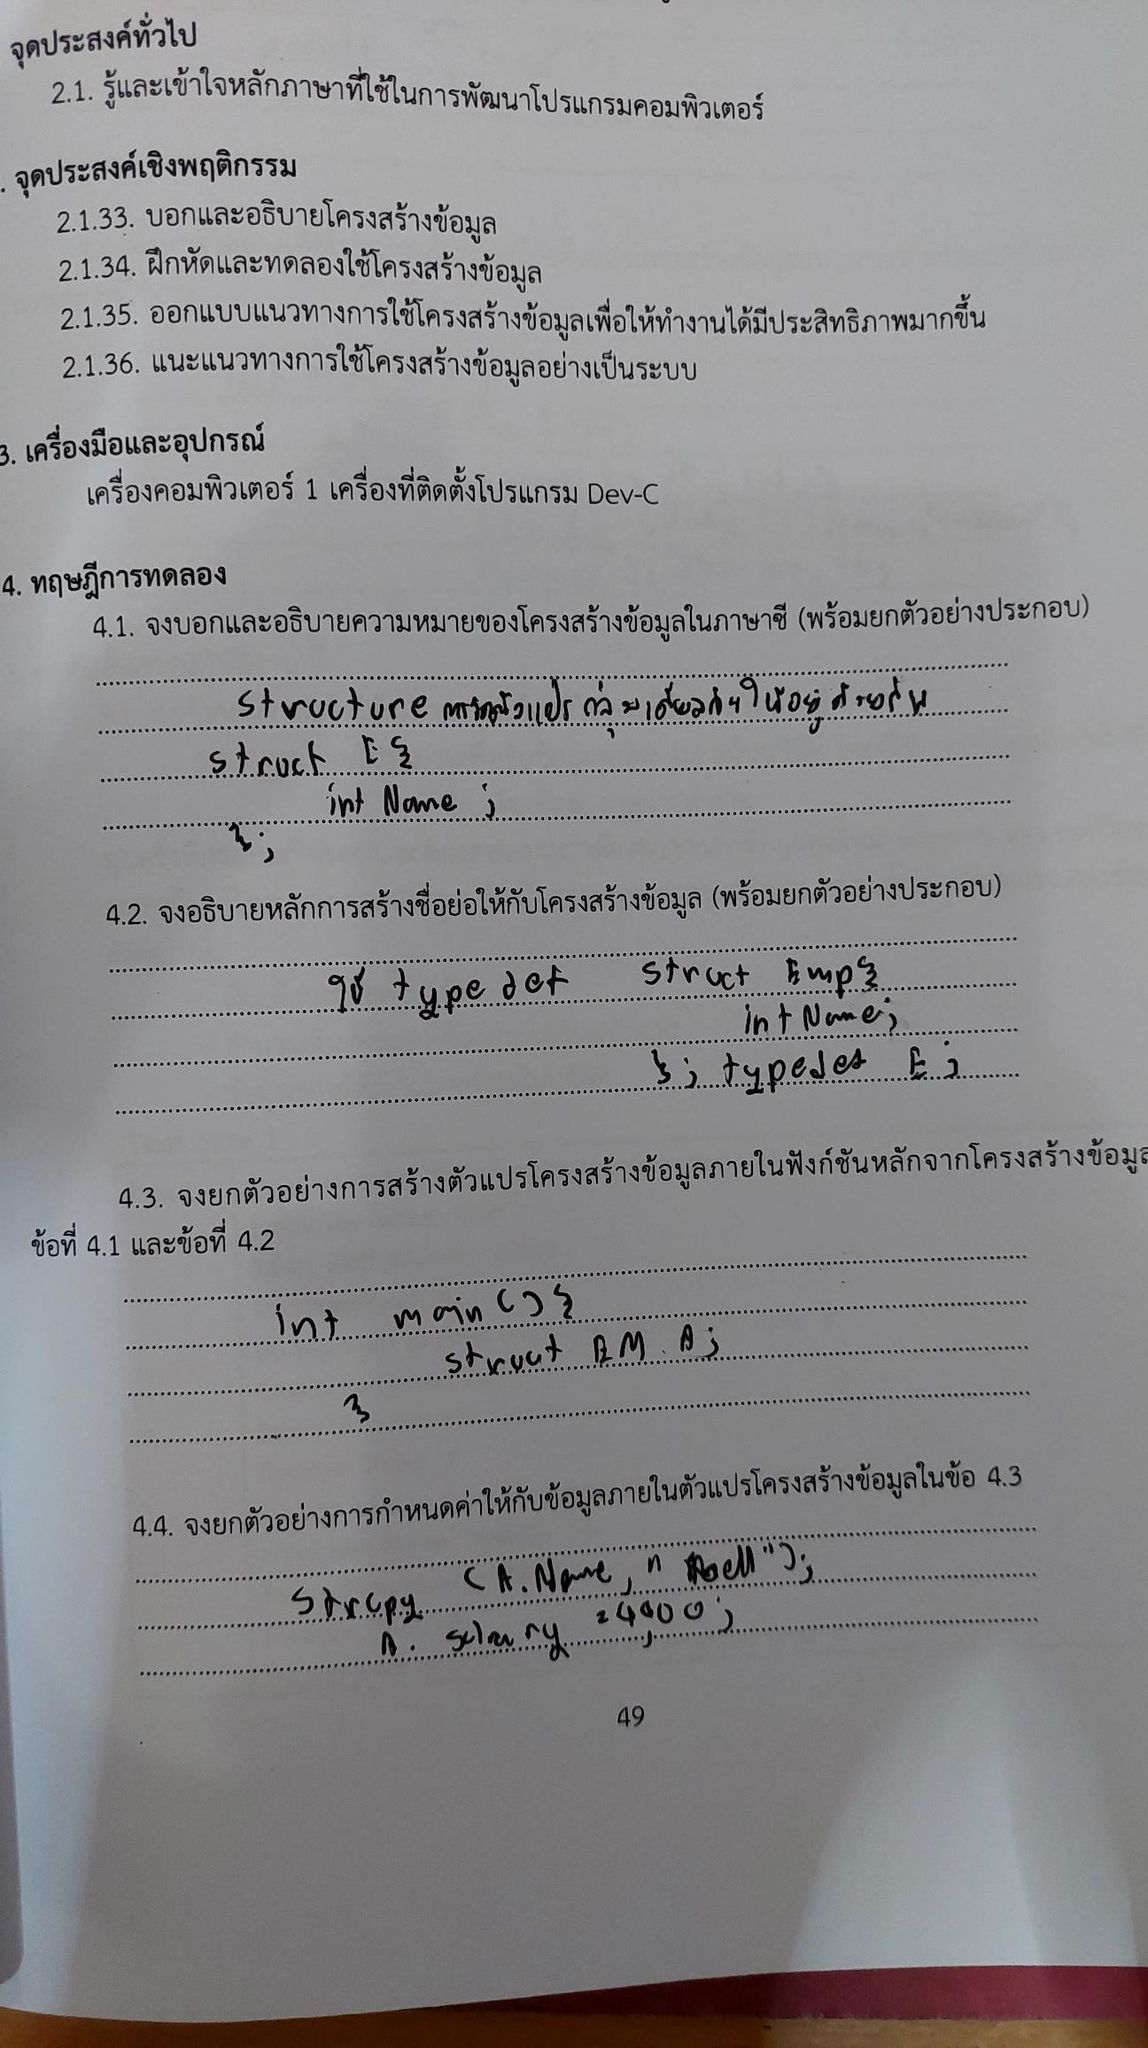 จุดประสงค์ทั่วไป
2.1. รู้และเข้าใจหลักภาษาที่ใช้ในการพัฒนาโปรแกรมคอมพิวเตอร์
. จุดประสงค์เชิงพฤติกรรม
2.1.33. บอกและอธิบายโครงสร้างข้อมูล
2.1.34. ฝึกหัดและทดลองใช้โครงสร้างข้อมูล
2.1.35. ออกแบบแนวทางการใช้โครงสร้างข้อมูลเพื่อให้ทำงานได้มีประสิทธิภาพมากขึ้น
2.1.36. แนะแนวทางการใช้โครงสร้างข้อมูลอย่างเป็นระบบ
3. เครื่องมือและอุปกรณ์
เครื่องคอมพิวเตอร์ 1 เครื่องที่ติดตั้งโปรแกรม Dev-C
4. ทฤษฎีการทดลอง
4.1. จงบอกและอธิบายความหมายของโครงสร้างข้อมูลในภาษาซี (พร้อมยกตัวอย่างประกอบ)
Structure กลุ่มเดียวกันให้อยู่ด้วยกัน
struct E{
int Name ;
};
4.2. จงอธิบายหลักการสร้างชื่อย่อให้กับโครงสร้างข้อมูล (พร้อมยกตัวอย่างประกอบ)
ใช้ typedef struct Emp{
int Name;
}; typedef E ;
4.3. จงยกตัวอย่างการสร้างตัวแปรโครงสร้างข้อมูลภายในฟังก์ชันหลักจากโครงสร้างข้อมูล
ข้อที่ 4.1 และข้อที่ 4.2
int main(){
struct EM A;
}
4.4. จงยกตัวอย่างการกำหนดค่าให้กับข้อมูลภายในตัวแปรโครงสร้างข้อมูลในข้อ 4.3
Strcpy (A.Name, "");
A. =4000;
49